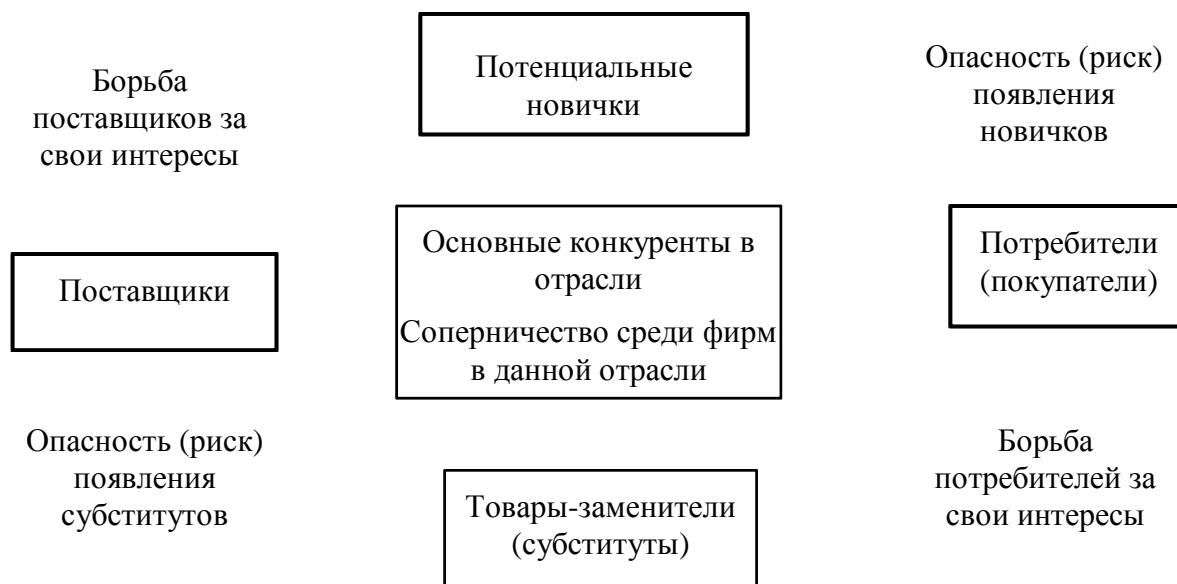 Борьба
поставщиков за
свои интересы
Потенциальные
новички
Опасность (риск)
появления
новичков
Поставщики
Основные конкуренты в
отрасли
Соперничество среди фирм
в данной отрасли
Потребители
(покупатели)
Опасность (риск)
появления
субститутов
Товары-заменители
(субституты)
Борьба
потребителей за
свои интересы